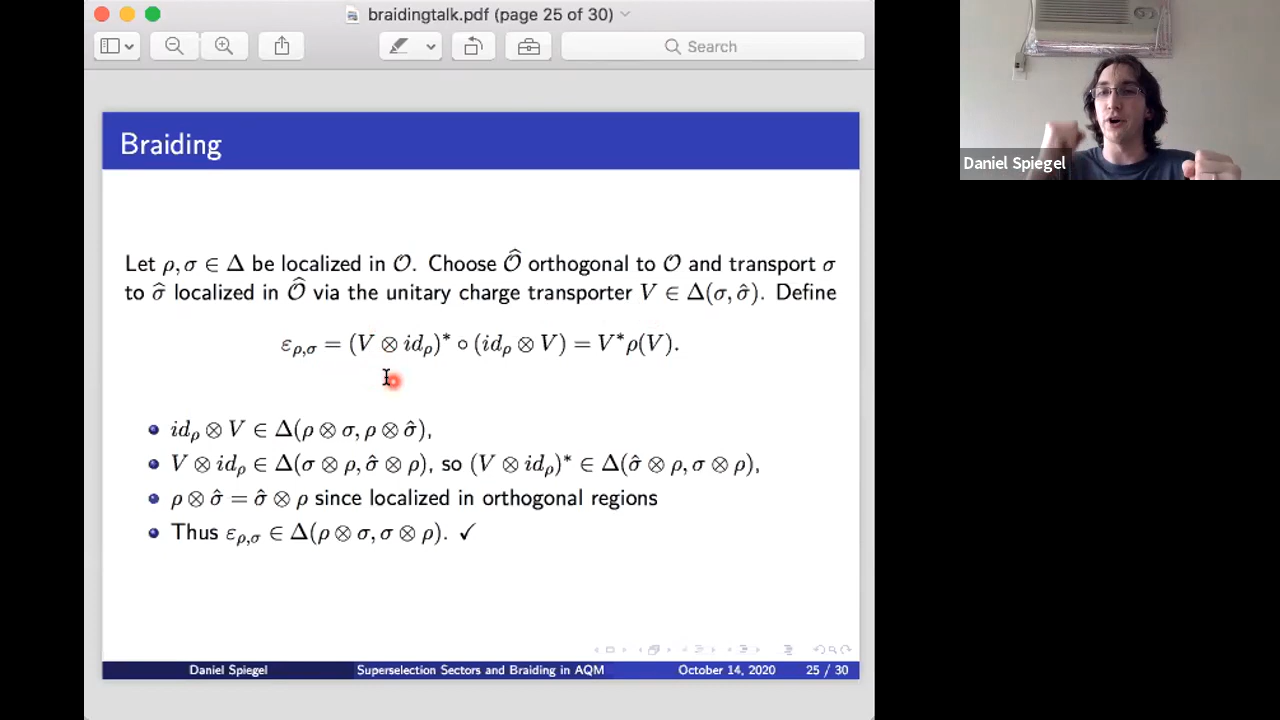 braidingtalk.pdf (page 25 of 30)
Search
Daniel Spiegel
Braiding
Let ρ, σ ∈ Δ be localized in 𝒪. Choose 𝒪̂ orthogonal to 𝒪 and transport σ
to σ̂ localized in 𝒪̂ via the unitary charge transporter V ∈ Δ(σ, σ̂). Define
ε_{ρ,σ} = (V ⊗ id_ρ)* ∘ (id_ρ ⊗ V) = V*ρ(V).
• id_ρ ⊗ V ∈ Δ(ρ ⊗ σ, ρ ⊗ σ̂),
• V ⊗ id_ρ ∈ Δ(σ ⊗ ρ, σ̂ ⊗ ρ), so (V ⊗ id_ρ)* ∈ Δ(σ̂ ⊗ ρ, σ ⊗ ρ),
• ρ ⊗ σ̂ = σ̂ ⊗ ρ since localized in orthogonal regions
• Thus ε_{ρ,σ} ∈ Δ(ρ ⊗ σ, σ ⊗ ρ). ✓
Daniel Spiegel Superselection Sectors and Braiding in AQM October 14, 2020 25 / 30